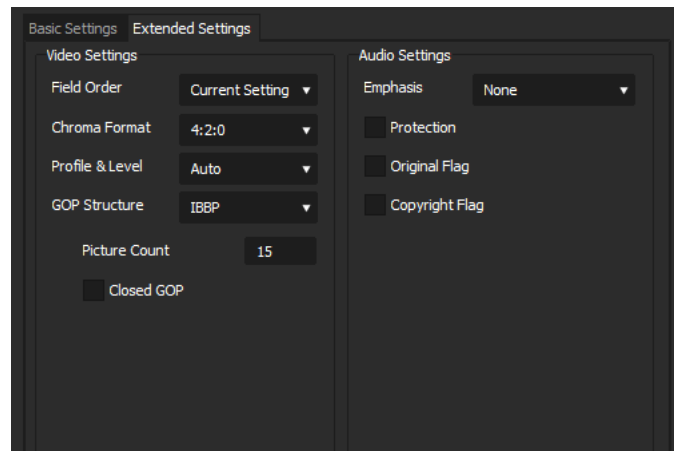 Basic Settings Extended Settings
Video Settings
Field Order Current Setting
Chroma Format 4:2:0
Profile & Level Auto
GOP Structure IBBP
Picture Count 15
Closed GOP
Audio Settings
Emphasis None
Protection
Original Flag
Copyright Flag